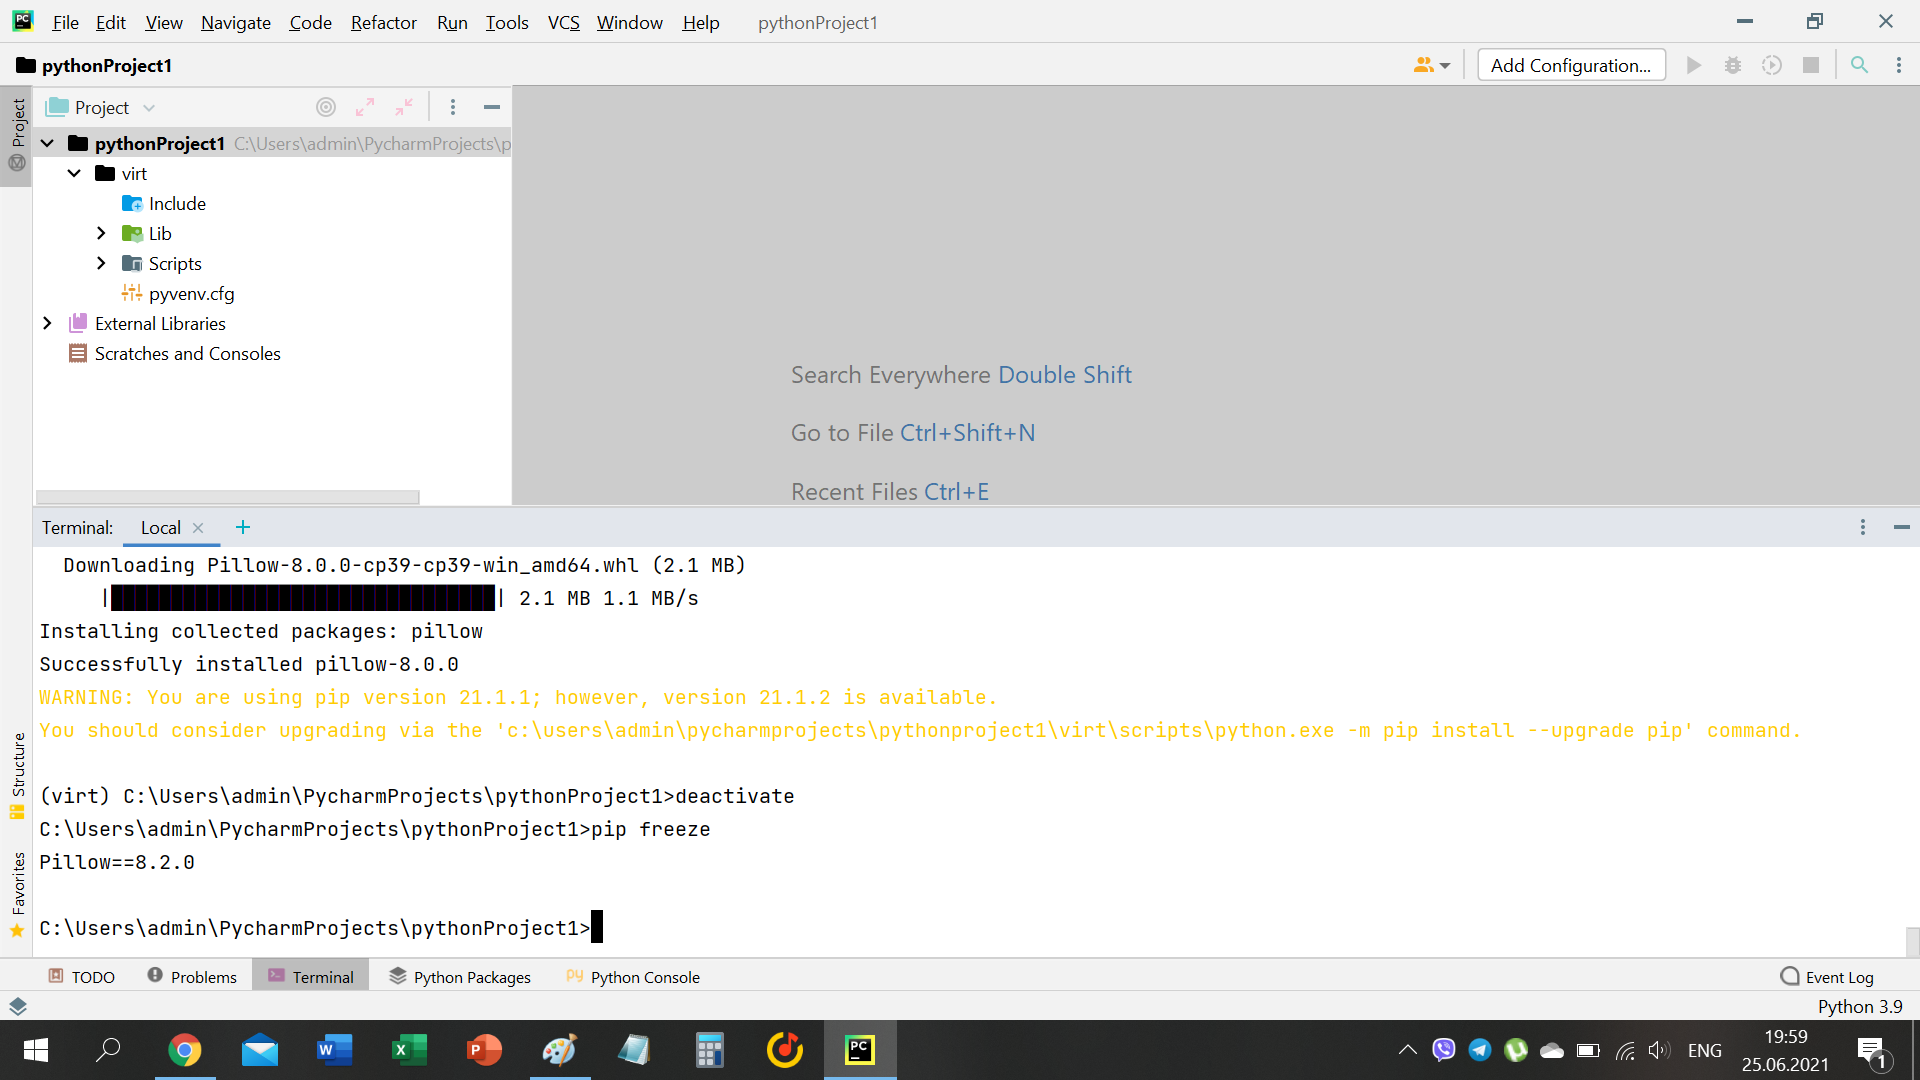 File Edit View Navigate Code Refactor Run Tools VCS Window Help pythonProject1
pythonProject1
Add Configuration...
Project
Project
pythonProject1 C:\Users\admin\PycharmProjects\p
virt
Include
Lib
Scripts
pyvenv.cfg
External Libraries
Scratches and Consoles
Search Everywhere Double Shift
Go to File Ctrl+Shift+N
Recent Files Ctrl+E
Terminal: Local
Downloading Pillow-8.0.0-cp39-cp39-win_amd64.whl (2.1 MB)
| | 2.1 MB 1.1 MB/s
Installing collected packages: pillow
Successfully installed pillow-8.0.0
WARNING: You are using pip version 21.1.1; however, version 21.1.2 is available.
You should consider upgrading via the 'c:\users\admin\pycharmprojects\pythonproject1\virt\scripts\python.exe -m pip install --upgrade pip' command.
(virt) C:\Users\admin\PycharmProjects\pythonProject1>deactivate
C:\Users\admin\PycharmProjects\pythonProject1>pip freeze
Pillow==8.2.0
C:\Users\admin\PycharmProjects\pythonProject1>
Structure
Favorites
TODO Problems Terminal Python Packages Python Console Event Log
Python 3.9
ENG
19:59
25.06.2021
1